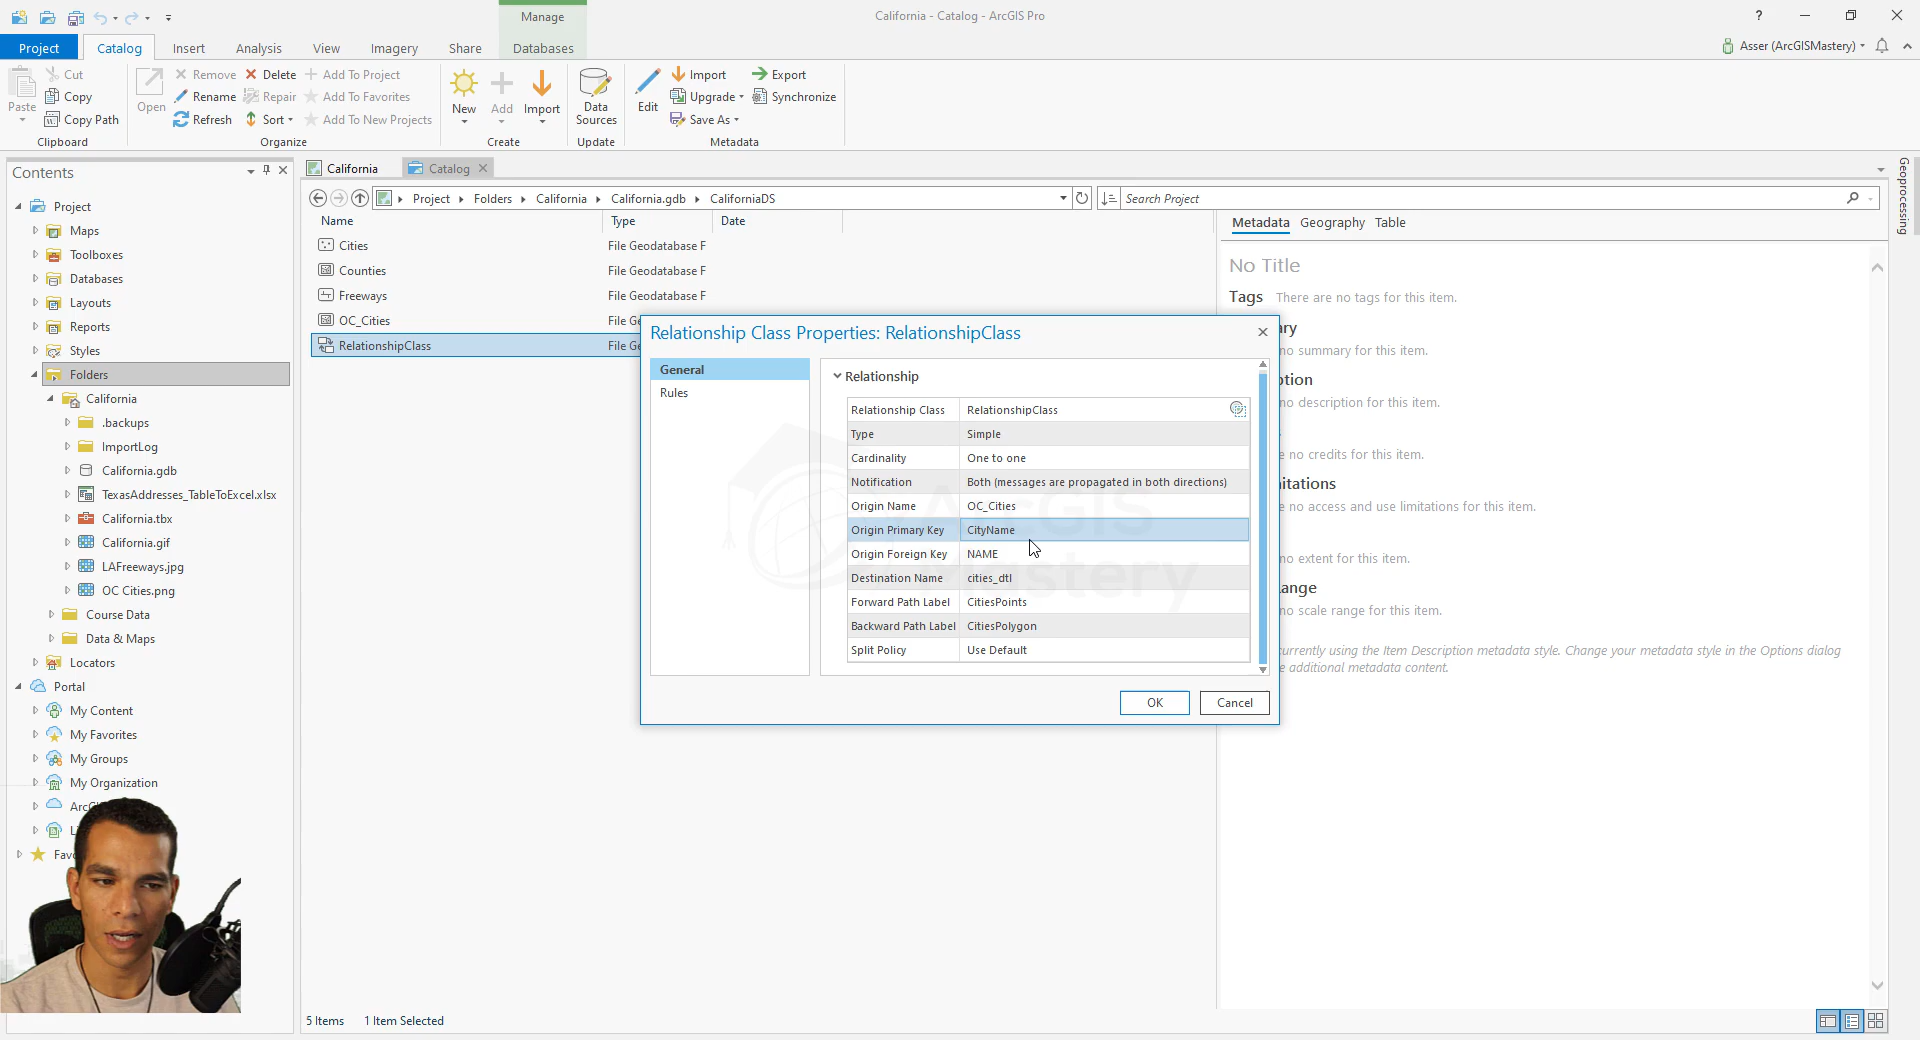 Manage
California - Catalog - ArcGIS Pro
?
Project
Catalog
Insert
Analysis
View
Imagery
Share
Databases
Asser (ArcGISMastery)
Paste
Cut
Copy
Copy Path
Clipboard
Open
Remove
Delete
Add To Project
Rename
Repair
Add To Favorites
Refresh
Sort
Add To New Projects
Organize
New
Add
Import
Create
Data
Sources
Update
Edit
Import
Export
Upgrade
Synchronize
Save As
Metadata
Contents
Project
Maps
Toolboxes
Databases
Layouts
Reports
Styles
Folders
California
.backups
ImportLog
California.gdb
TexasAddresses_TableToExcel.xlsx
California.tbx
California.gif
LAFreeways.jpg
OC Cities.png
Course Data
Data & Maps
Locators
Portal
My Content
My Favorites
My Groups
My Organization
California
Catalog
Project
Folders
California
California.gdb
CaliforniaDS
Search Project
Geoprocessing
Name
Type
Date
Cities
File Geodatabase F
Counties
File Geodatabase F
Freeways
File Geodatabase F
OC_Cities
File Ge
RelationshipClass
File Ge
Metadata
Geography
Table
No Title
Tags There are no tags for this item.
ary
no summary for this item.
ption
no description for this item.
e no credits for this item.
itations
e no access and use limitations for this item.
no extent for this item.
ange
no scale range for this item.
urrently using the Item Description metadata style. Change your metadata style in the Options dialog
e additional metadata content.
Relationship Class Properties: RelationshipClass
General
Rules
Relationship
Relationship Class RelationshipClass
Type Simple
Cardinality One to one
Notification Both (messages are propagated in both directions)
Origin Name OC_Cities
Origin Primary Key CityName
Origin Foreign Key NAME
Destination Name cities_dtl
Forward Path Label CitiesPoints
Backward Path Label CitiesPolygon
Split Policy Use Default
ArcGIS
Mastery
OK
Cancel
5 Items
1 Item Selected